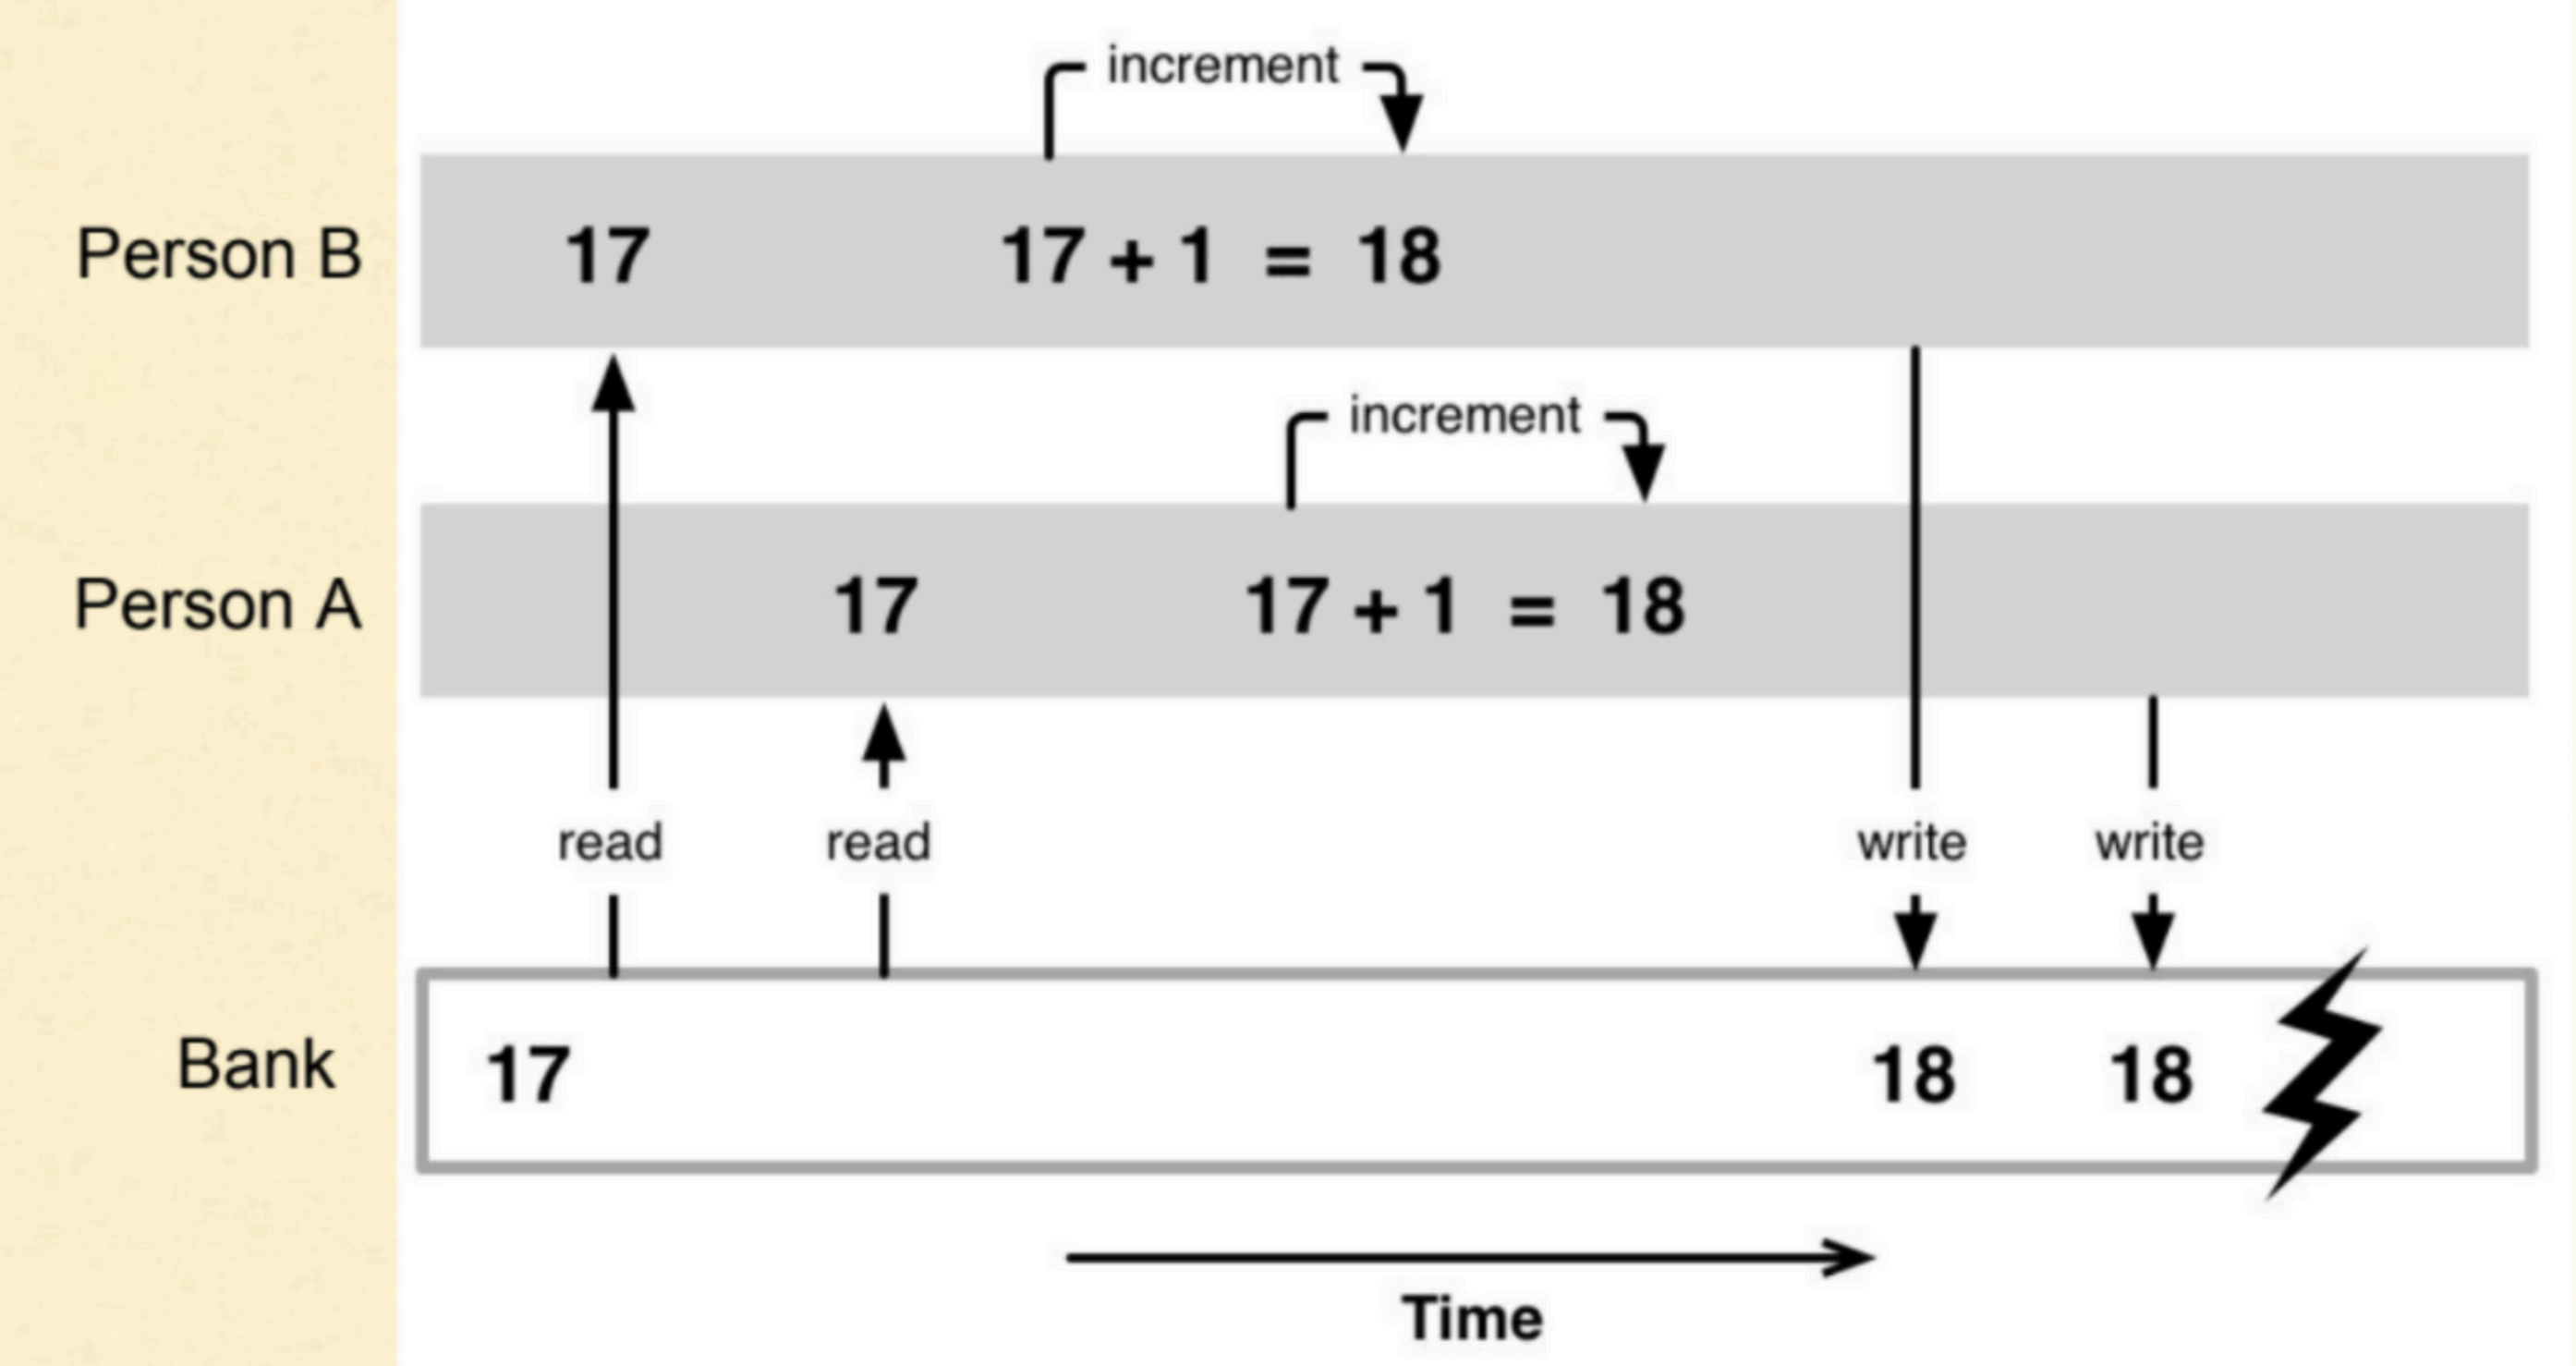 increment
Person B 17 17 + 1 = 18
increment
Person A 17 17 + 1 = 18
read read write write
Bank 17 18 18
Time